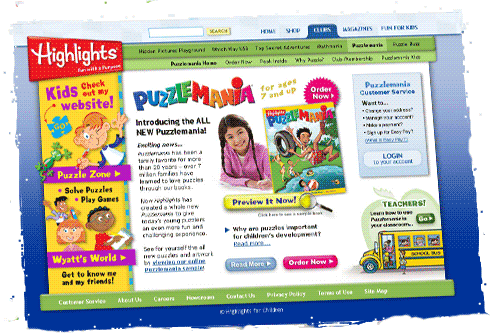 SEARCH
HOME SHOP CLUBS MAGAZINES FUN FOR KIDS
Highlights
Fun with a Purpose
Hidden Pictures Playground Which Way USA Top Secret Adventures Mathmania Puzzlemania Puzzle Buzz
Puzzlemania Home Order Now Peek Inside Why Puzzles? Club Membership
Kids Check
out my
website!
Puzzle Zone
• Solve Puzzles
• Play Games
Wyatt's World
Get to know me
and my friends!
PUZZLEMANIA
for ages
7 and up
Order
Now
Introducing the ALL
NEW Puzzlemania!
Exciting news...
Puzzlemania has been a
family favorite for more
than 20 years – over 7
million families have
learned to love puzzles
through our books.
Now Highlights has
created a whole new
Puzzlemania to give
today's young puzzlers
an even more fun and
challenging experience.
See for yourself the all
new puzzles and artwork
by viewing our online
Puzzlemania sample!
Highlights
PUZZLEMANIA
Preview It Now!
Click here to see a sample book
Why are puzzles important
for children's development?
Read more...
Read More
Order Now
Puzzlemania
Customer Service
Want to...
• Change your address?
• Manage your account?
• Make a payment?
• Sign up for Easy Pay?
(What is Easy Pay?)
LOGIN
to your account
TEACHERS!
Learn how to use
Puzzlemania in
your classroom...
Go
SCHOOL BUS
Customer Service About Us Careers Newsroom Contact Us Privacy Policy Terms of Use Site Map
© Highlights for Children